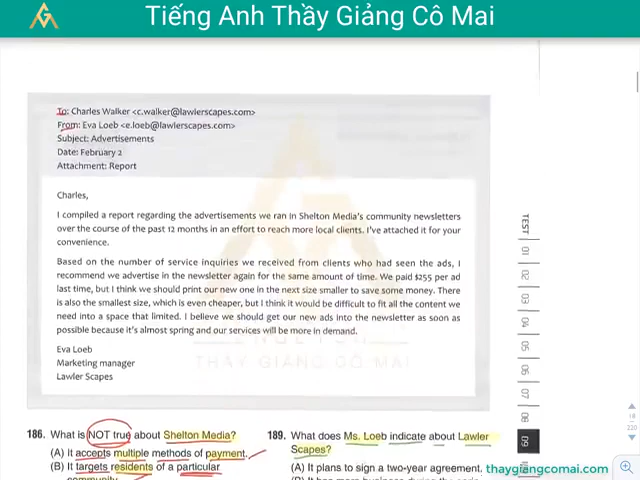 Tiếng Anh Thầy Giảng Cô Mai
To: Charles Walker <c.walker@lawlerscapes.com>
From: Eva Loeb <e.loeb@lawlerscapes.com>
Subject: Advertisements
Date: February 2
Attachment: Report
Charles,
I compiled a report regarding the advertisements we ran in Shelton Media's community newsletters
over the course of the past 12 months in an effort to reach more local clients. I've attached it for your
convenience.
Based on the number of service inquiries we received from clients who had seen the ads, I
recommend we advertise in the newsletter again for the same amount of time. We paid $255 per ad
last time, but I think we should print our new one in the next size smaller to save some money. There
is also the smallest size, which is even cheaper, but I think it would be difficult to fit all the content we
need into a space that limited. I believe we should get our new ads into the newsletter as soon as
possible because it's almost spring and our services will be more in demand.
Eva Loeb
Marketing manager
Lawler Scapes
THẦY GIẢNG CÔ MAI
TEST
01
02
03
04
05
06
07
08
09
220
186. What is NOT true about Shelton Media?
(A) It accepts multiple methods of payment.
(B) It targets residents of a particular
community.
189. What does Ms. Loeb indicate about Lawler
Scapes?
(A) It plans to sign a two-year agreement.
thaygiangcomai.com